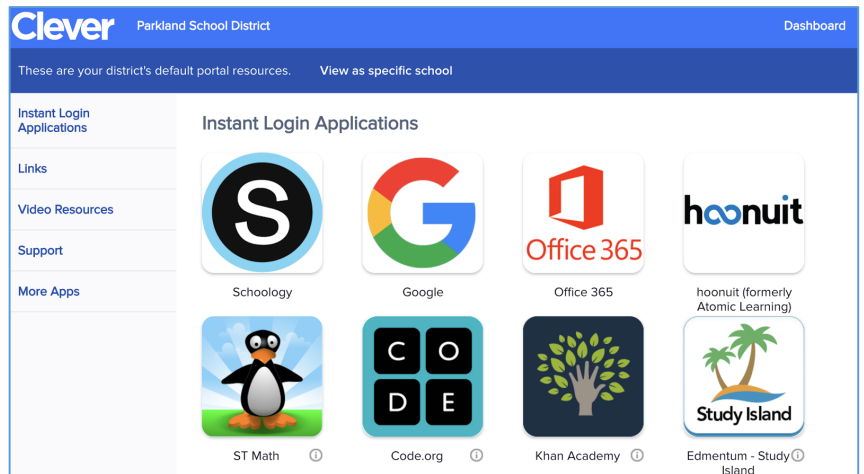 Clever Parkland School District Dashboard
These are your district's default portal resources. View as specific school
Instant Login
Applications
Links
Video Resources
Support
More Apps
Instant Login Applications
S
G
Office 365
hoonuit
Schoology
Google
Office 365
hoonuit (formerly
Atomic Learning)
C O
D E
Study Island
ST Math
Code.org
Khan Academy
Edmentum - Study
Island